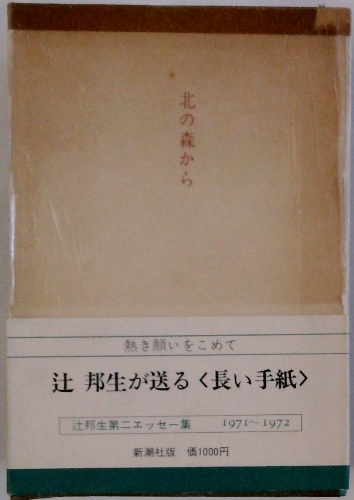 北の森から
熱き願いをこめて
辻 邦生が送る〈長い手紙〉
辻邦生第二エッセー集 1971〜1972
新潮社版 価1000円